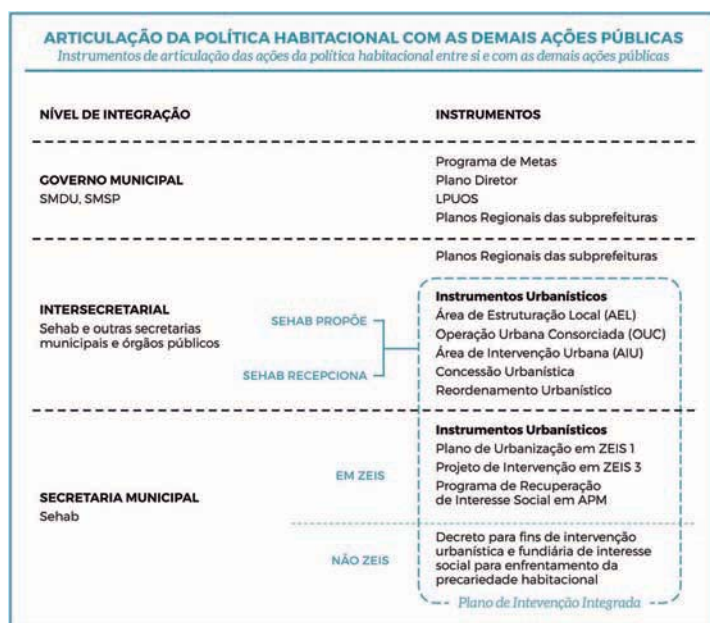 ARTICULAÇÃO DA POLÍTICA HABITACIONAL COM AS DEMAIS AÇÕES PÚBLICAS
Instrumentos de articulação das ações da política habitacional entre si e com as demais ações públicas
NÍVEL DE INTEGRAÇÃO
INSTRUMENTOS
GOVERNO MUNICIPAL
SMDU, SMSP
Programa de Metas
Plano Diretor
LPUOS
Planos Regionais das subprefeituras
INTERSECRETARIAL
Sehab e outras secretarias
municipais e órgãos públicos
SEHAB PROPÕE
SEHAB RECEPCIONA
Planos Regionais das subprefeituras
Instrumentos Urbanísticos
Área de Estruturação Local (AEL)
Operação Urbana Consorciada (OUC)
Área de Intervenção Urbana (AIU)
Concessão Urbanística
Reordenamento Urbanístico
SECRETARIA MUNICIPAL
Sehab
EM ZEIS
Instrumentos Urbanísticos
Plano de Urbanização em ZEIS 1
Projeto de Intervenção em ZEIS 3
Programa de Recuperação
de Interesse Social em APM
NÃO ZEIS
Decreto para fins de intervenção
urbanística e fundiária de interesse
social para enfrentamento da
precariedade habitacional
Plano de Intevenção Integrada